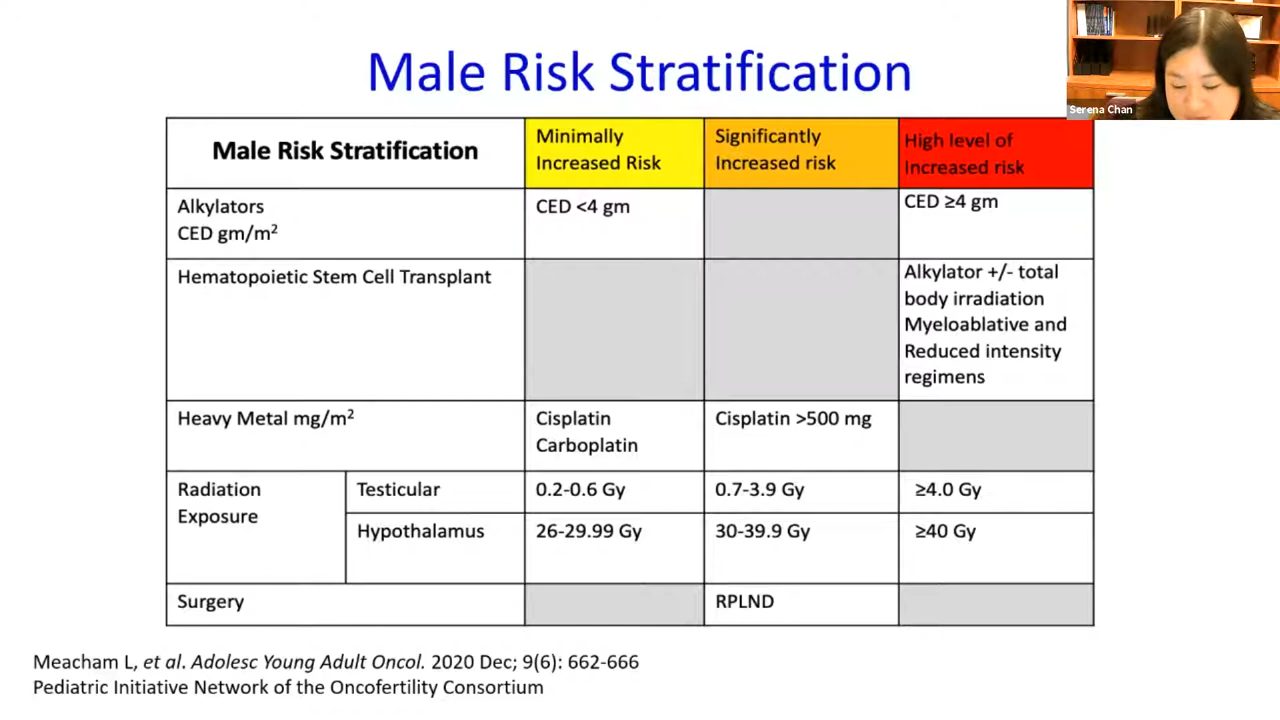 Male Risk Stratification
Serena Chan
Male Risk Stratification
Minimally
Increased Risk
Significantly
Increased risk
High level of
Increased risk
Alkylators
CED gm/m²
CED <4 gm
CED ≥4 gm
Hematopoietic Stem Cell Transplant
Alkylator +/- total
body irradiation
Myeloablative and
Reduced intensity
regimens
Heavy Metal mg/m²
Cisplatin
Carboplatin
Cisplatin >500 mg
Radiation
Exposure
Testicular
0.2-0.6 Gy
0.7-3.9 Gy
≥4.0 Gy
Hypothalamus
26-29.99 Gy
30-39.9 Gy
≥40 Gy
Surgery
RPLND
Meacham L, et al. Adolesc Young Adult Oncol. 2020 Dec; 9(6): 662-666
Pediatric Initiative Network of the Oncofertility Consortium